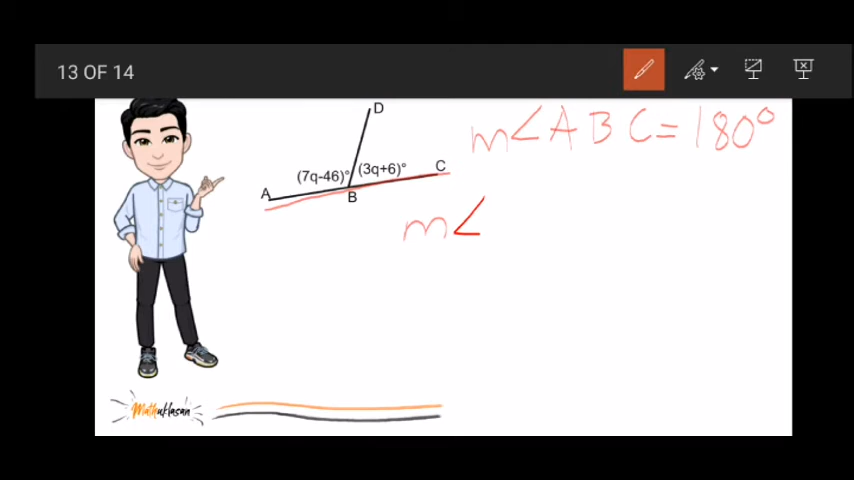 13 OF 14
D
m∠ABC=180°
(7q-46)° (3q+6)° C
A
B
m∠
Mathuklasan